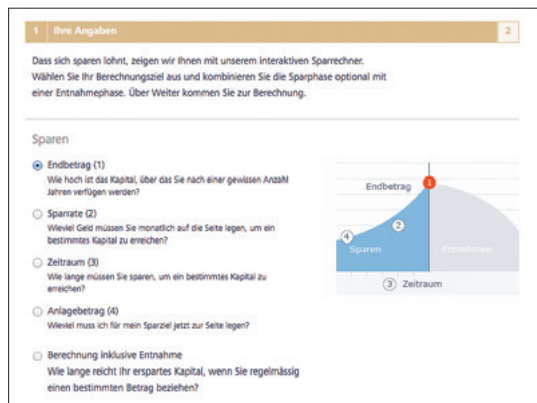 1 Ihre Angaben 2
Dass sich sparen lohnt, zeigen wir Ihnen mit unserem interaktiven Sparrechner.
Wählen Sie Ihr Berechnungsziel aus und kombinieren Sie die Sparphase optional mit
einer Entnahmephase. Über Weiter kommen Sie zur Berechnung.
Sparen
Endbetrag (1)
Wie hoch ist das Kapital, über das Sie nach einer gewissen Anzahl
Jahren verfügen werden?
Sparrate (2)
Wieviel Geld müssen Sie monatlich auf die Seite legen, um ein
bestimmtes Kapital zu erreichen?
Zeitraum (3)
Wie lange müssen Sie sparen, um ein bestimmtes Kapital zu
erreichen?
Anlagebetrag (4)
Wieviel muss ich für mein Sparziel jetzt zur Seite legen?
Berechnung inklusive Entnahme
Wie lange reicht Ihr erspartes Kapital, wenn Sie regelmässig
einen bestimmten Betrag beziehen?
Endbetrag 1
2
4
Sparen Entnehmen
3 Zeitraum